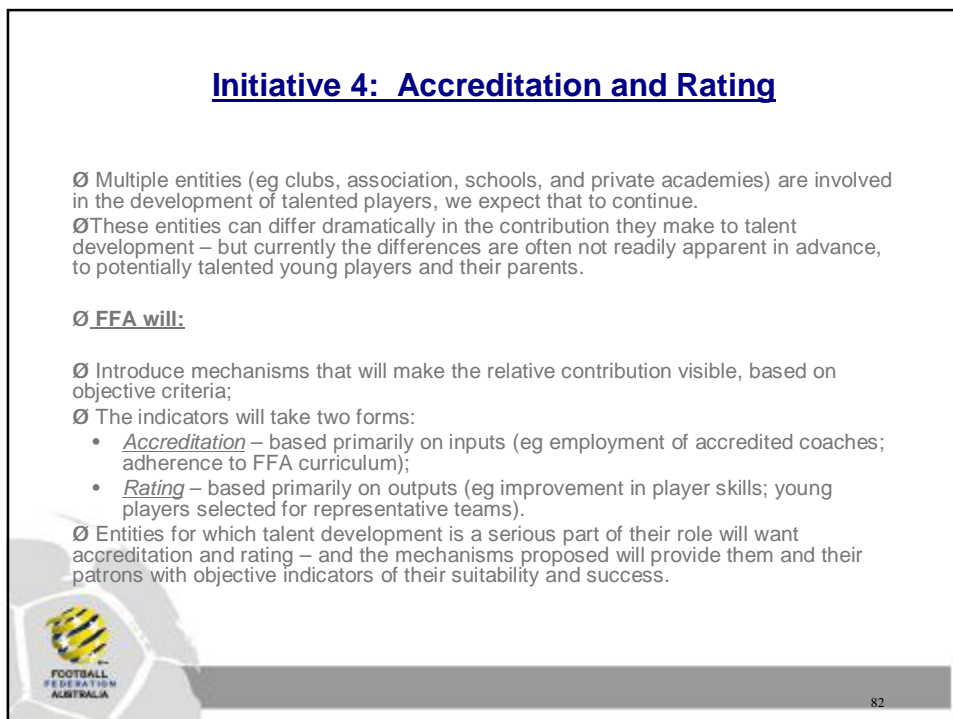 Initiative 4: Accreditation and Rating
Ø Multiple entities (eg clubs, association, schools, and private academies) are involved
in the development of talented players, we expect that to continue.
ØThese entities can differ dramatically in the contribution they make to talent
development – but currently the differences are often not readily apparent in advance,
to potentially talented young players and their parents.
Ø FFA will:
Ø Introduce mechanisms that will make the relative contribution visible, based on
objective criteria;
Ø The indicators will take two forms:
• Accreditation – based primarily on inputs (eg employment of accredited coaches;
adherence to FFA curriculum);
• Rating – based primarily on outputs (eg improvement in player skills; young
players selected for representative teams).
Ø Entities for which talent development is a serious part of their role will want
accreditation and rating – and the mechanisms proposed will provide them and their
patrons with objective indicators of their suitability and success.
FOOTBALL
FEDERATION
AUSTRALIA
82